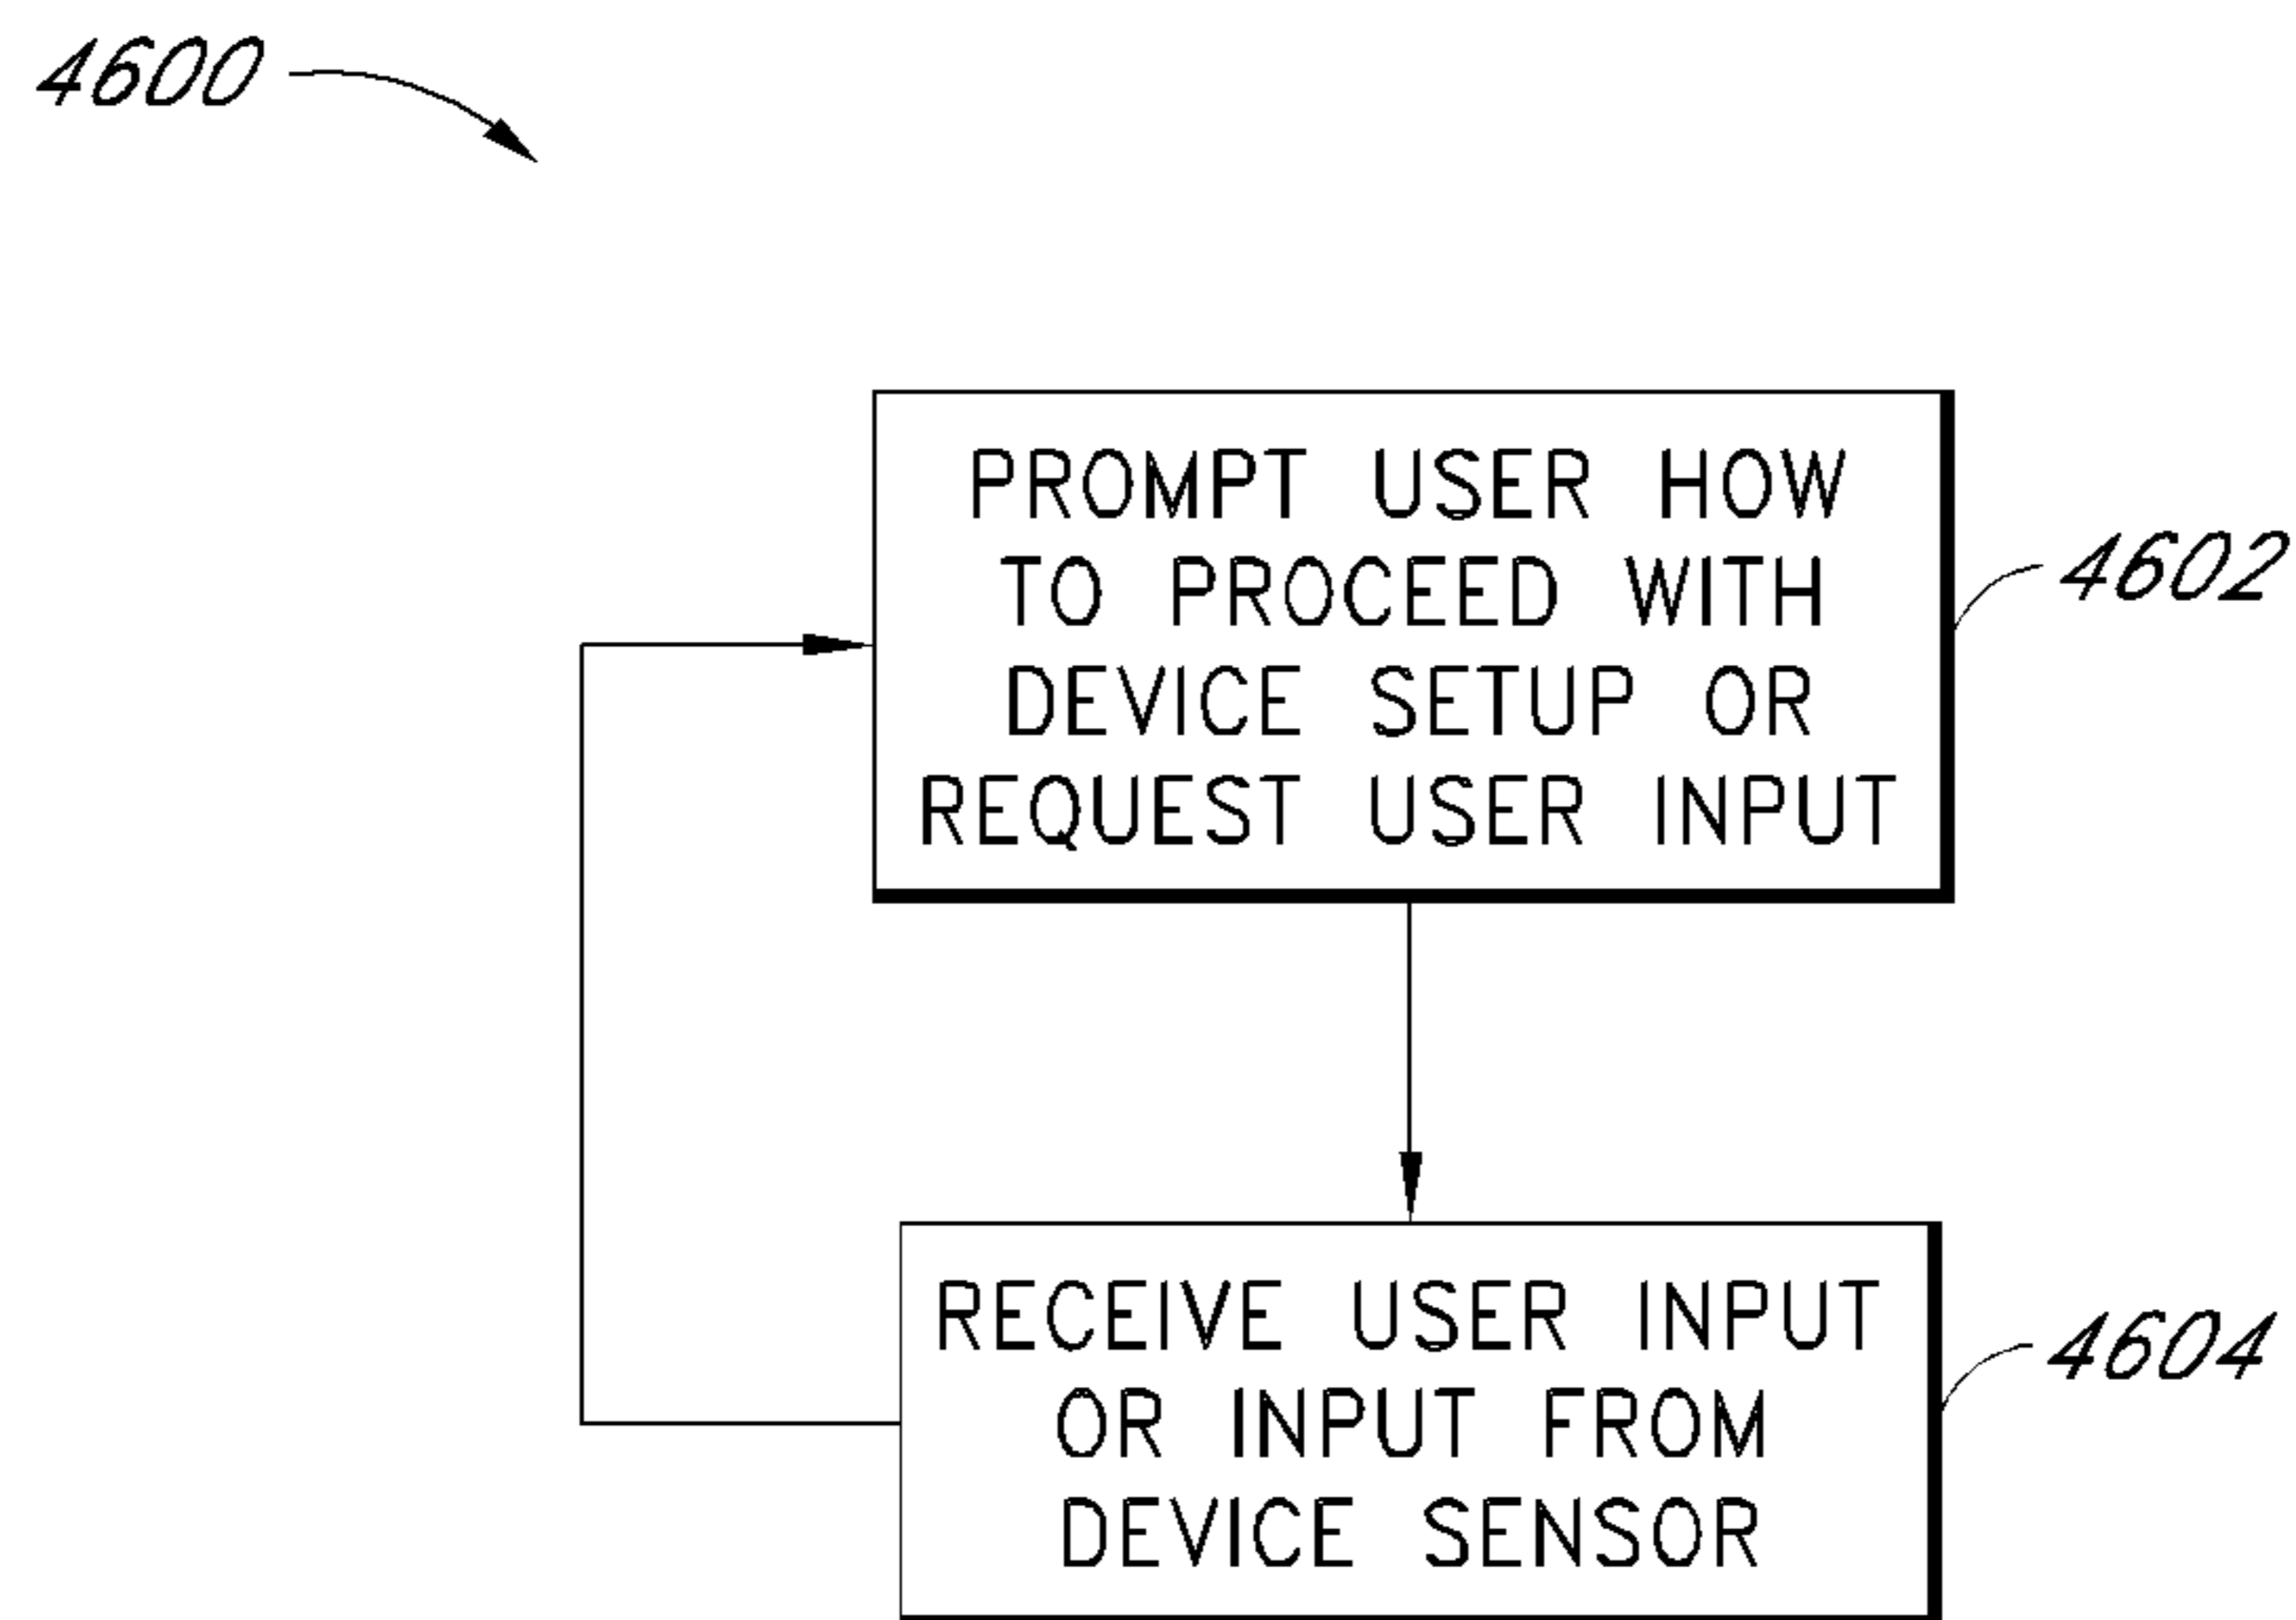 4600
PROMPT USER HOW
TO PROCEED WITH
DEVICE SETUP OR
REQUEST USER INPUT
4602
RECEIVE USER INPUT
OR INPUT FROM
DEVICE SENSOR
4604